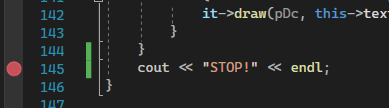 142 it->draw(pDc, this->tex
143 }
144 }
145 cout << "STOP!" << endl;
146 }